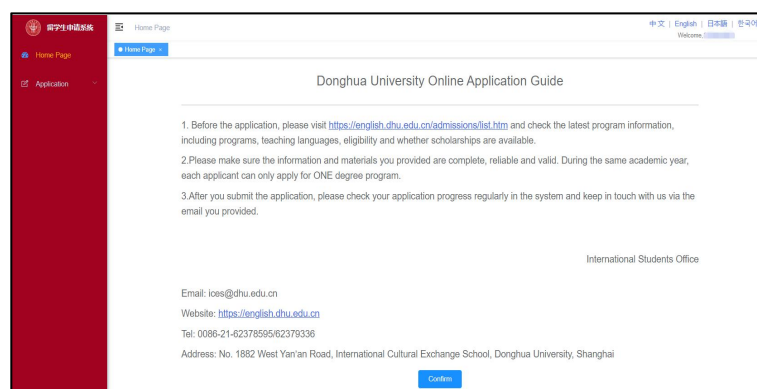 留学生申请系统
Home Page
中文 | English | 日本語 | 한국어
Welcome,
Home Page
Home Page ×
Application
Donghua University Online Application Guide
1. Before the application, please visit https://english.dhu.edu.cn/admissions/list.htm and check the latest program information,
including programs, teaching languages, eligibility and whether scholarships are available.
2.Please make sure the information and materials you provided are complete, reliable and valid. During the same academic year,
each applicant can only apply for ONE degree program.
3.After you submit the application, please check your application progress regularly in the system and keep in touch with us via the
email you provided.
International Students Office
Email: ices@dhu.edu.cn
Website: https://english.dhu.edu.cn
Tel: 0086-21-62378595/62379336
Address: No. 1882 West Yan'an Road, International Cultural Exchange School, Donghua University, Shanghai
Confirm